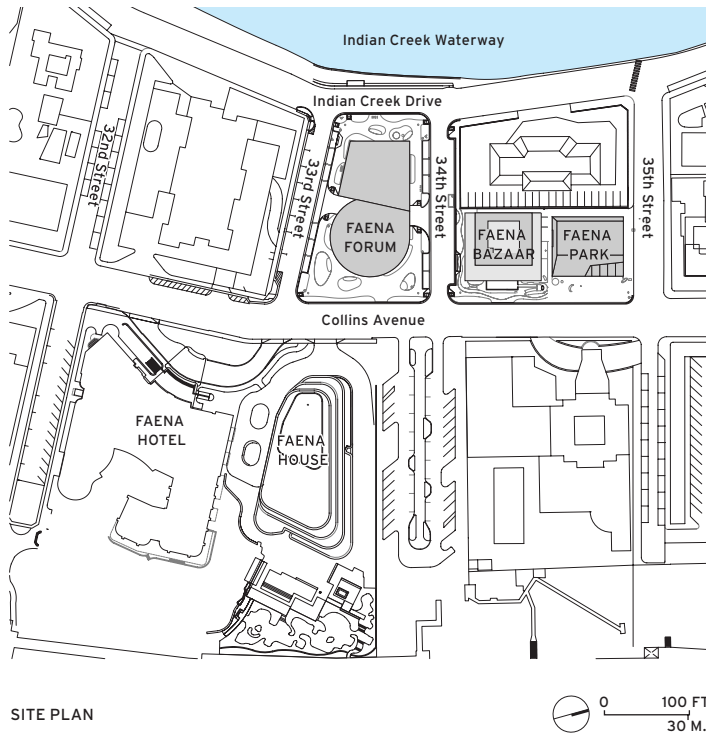 Indian Creek Waterway
Indian Creek Drive
32nd Street
33rd Street
34th Street
35th Street
FAENA
FORUM
FAENA
BAZAAR
FAENA
PARK
Collins Avenue
FAENA
HOTEL
FAENA
HOUSE
SITE PLAN
0
100 FT.
30 M.